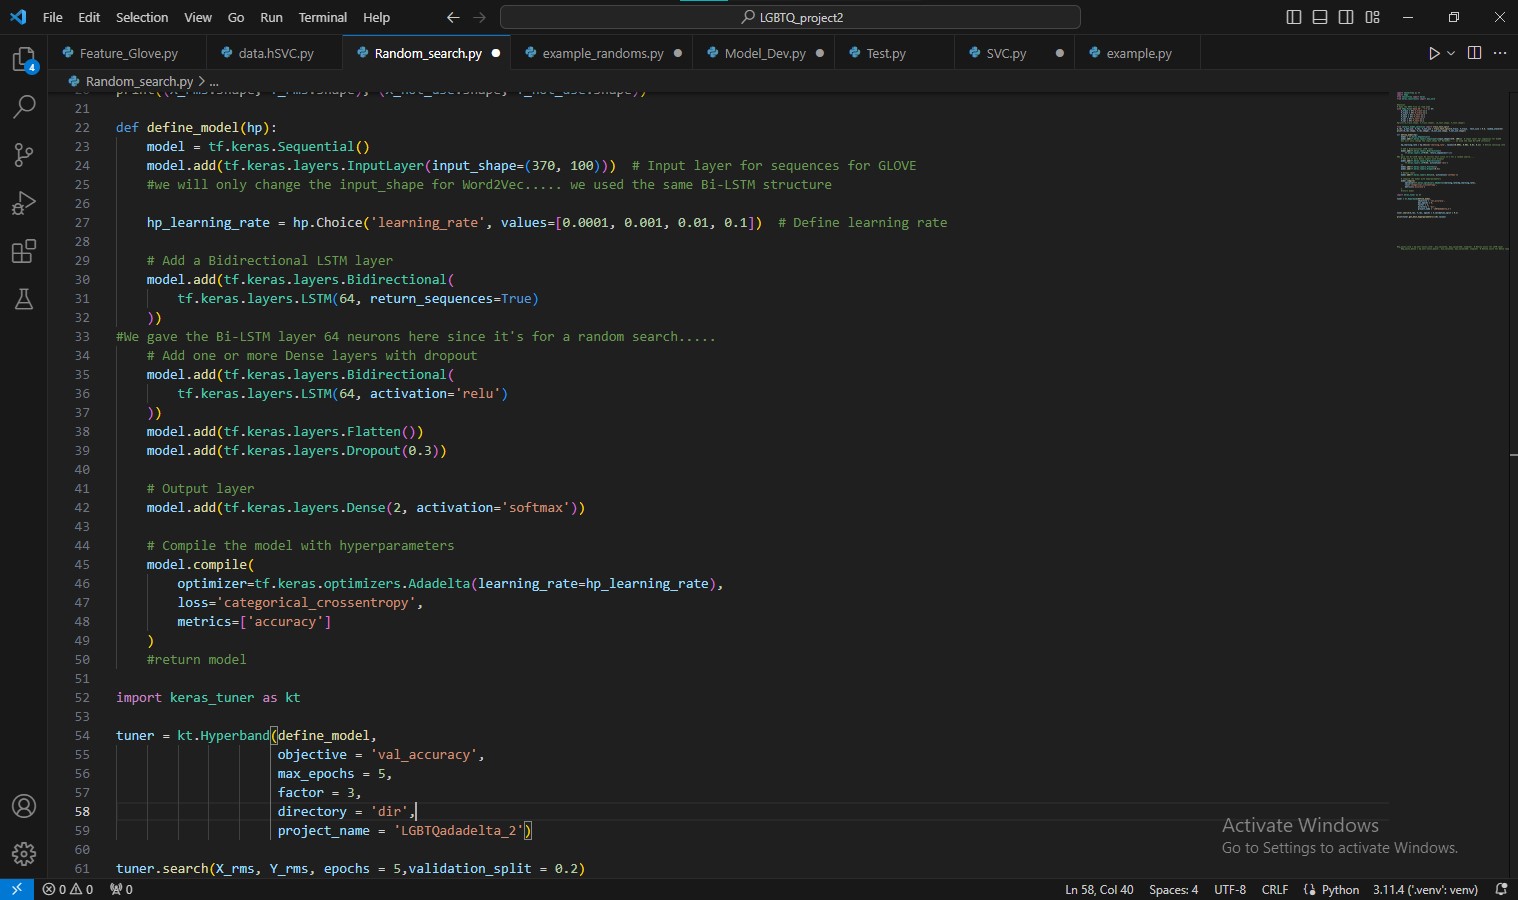 File Edit Selection View Go Run Terminal Help
LGBTQ_project2
Feature_Glove.py data.hSVC.py Random_search.py example_randoms.py Model_Dev.py Test.py SVC.py example.py
Random_search.py > ...
21
22 def define_model(hp):
23 model = tf.keras.Sequential()
24 model.add(tf.keras.layers.InputLayer(input_shape=(370, 100))) # Input layer for sequences for GLOVE
25 #we will only change the input_shape for Word2Vec..... we used the same Bi-LSTM structure
26
27 hp_learning_rate = hp.Choice('learning_rate', values=[0.0001, 0.001, 0.01, 0.1]) # Define learning rate
28
29 # Add a Bidirectional LSTM layer
30 model.add(tf.keras.layers.Bidirectional(
31 tf.keras.layers.LSTM(64, return_sequences=True)
32 ))
33 #We gave the Bi-LSTM layer 64 neurons here since it's for a random search.....
34 # Add one or more Dense layers with dropout
35 model.add(tf.keras.layers.Bidirectional(
36 tf.keras.layers.LSTM(64, activation='relu')
37 ))
38 model.add(tf.keras.layers.Flatten())
39 model.add(tf.keras.layers.Dropout(0.3))
40
41 # Output layer
42 model.add(tf.keras.layers.Dense(2, activation='softmax'))
43
44 # Compile the model with hyperparameters
45 model.compile(
46 optimizer=tf.keras.optimizers.Adadelta(learning_rate=hp_learning_rate),
47 loss='categorical_crossentropy',
48 metrics=['accuracy']
49 )
50 #return model
51
52 import keras_tuner as kt
53
54 tuner = kt.Hyperband(define_model,
55 objective = 'val_accuracy',
56 max_epochs = 5,
57 factor = 3,
58 directory = 'dir',
59 project_name = 'LGBTQadadelta_2')
60
61 tuner.search(X_rms, Y_rms, epochs = 5,validation_split = 0.2)
4
Activate Windows
Go to Settings to activate Windows.
0 0 0 Ln 58, Col 40 Spaces: 4 UTF-8 CRLF Python 3.11.4 ('.venv': venv)